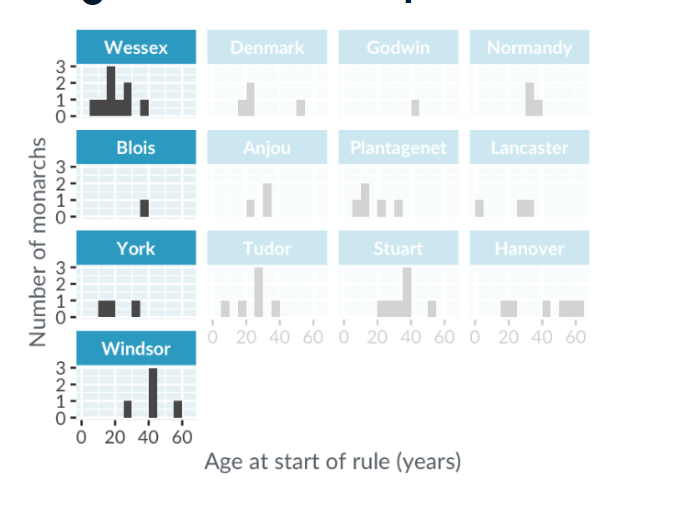 Wessex Denmark Godwin Normandy
3
2
1
0
Blois Anjou Plantagenet Lancaster
3
2
1
0
York Tudor Stuart Hanover
3
2
1
0
0 20 40 60 0 20 40 60 0 20 40 60
Windsor
3
2
1
0
0 20 40 60
Number of monarchs
Age at start of rule (years)